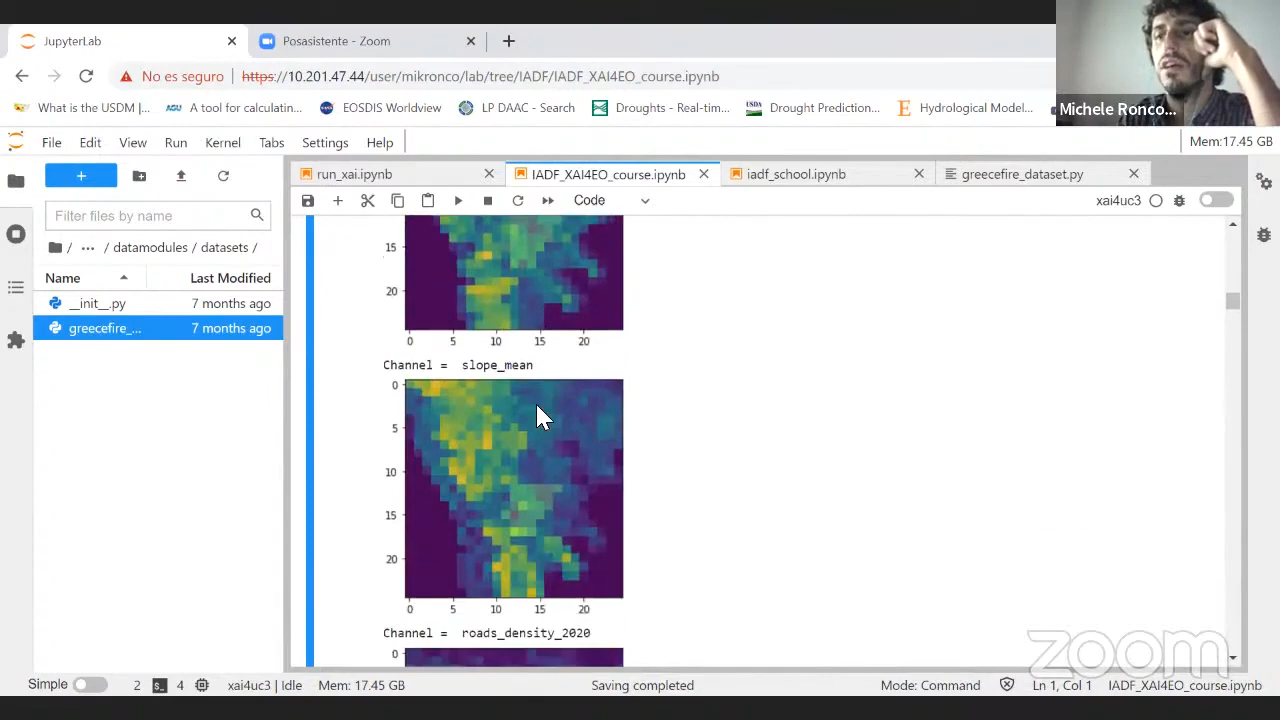 JupyterLab
Posasistente - Zoom
No es seguro
https://10.201.47.44/user/mikronco/lab/tree/IADF/IADF_XAI4EO_course.ipynb
What is the USDM |...
AGU
A tool for calculatin...
EOSDIS Worldview
LP DAAC - Search
Droughts - Real-tim...
USDA
Drought Prediction...
Hydrological Model...
Michele Ronco...
File
Edit
View
Run
Kernel
Tabs
Settings
Help
Mem:17.45 GB
run_xai.ipynb
IADF_XAI4EO_course.ipynb
iadf_school.ipynb
greecefire_dataset.py
Code
xai4uc3
Filter files by name
/ ··· / datamodules / datasets /
Name
Last Modified
__init__.py
7 months ago
greecefire_...
7 months ago
15
20
0 5 10 15 20
Channel = slope_mean
0
5
10
15
20
0 5 10 15 20
Channel = roads_density_2020
0
zoom
Simple
2
4
xai4uc3 | Idle
Mem: 17.45 GB
Saving completed
Mode: Command
Ln 1, Col 1
IADF_XAI4EO_course.ipynb